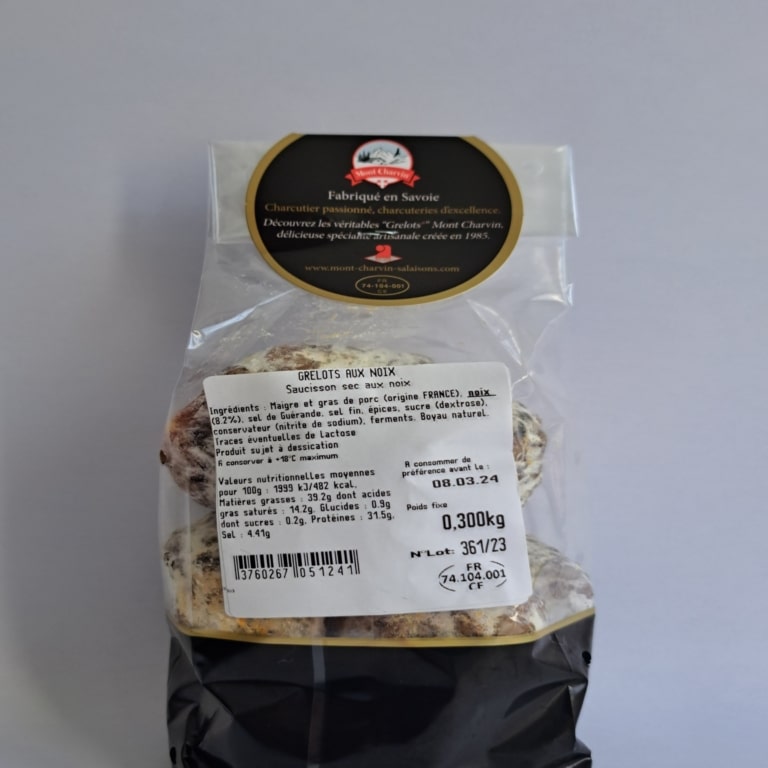 Mont Charvin
Fabriqué en Savoie
Charcutier passionné, charcuteries d'excellence.
Découvrez les véritables "Grelots" Mont Charvin,
délicieuse spécialité artisanale créée en 1985.
www.mont-charvin-salaisons.com
FR
74-104-001
CE
GRELOTS AUX NOIX
Saucisson sec aux noix
Ingrédients : Maigre et gras de porc (origine FRANCE), noix
(8.2%), sel de Guérande, sel fin, épices, sucre (dextrose),
conservateur (nitrite de sodium), ferments. Boyau naturel.
Traces éventuelles de Lactose
Produit sujet à dessication
A conserver à +18°C maximum
Valeurs nutritionnelles moyennes
pour 100g : 1999 kJ/482 kcal,
Matières grasses : 39.2g dont acides
gras saturés : 14.2g, Glucides : 0.9g
dont sucres : 0.2g, Protéines : 31.5g,
Sel : 4.41g
A consommer de
préférence avant le :
08.03.24
Poids fixe
0,300kg
N°Lot: 361/23
FR
74.104.001
CE
3760267 051241